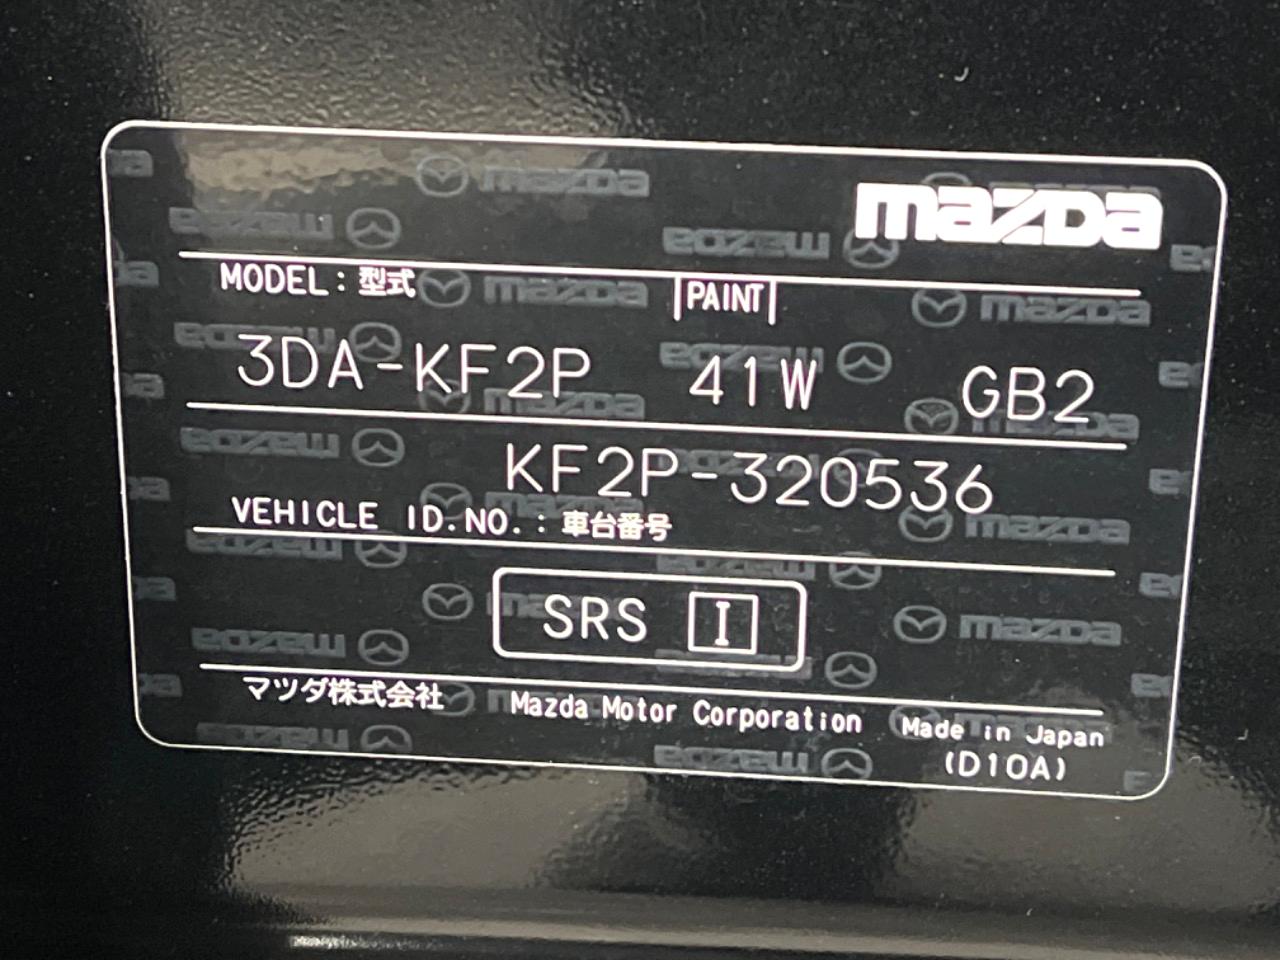 mazda
MODEL：型式 PAINT
3DA-KF2P 41W GB2
KF2P-320536
VEHICLE ID.NO.：車台番号
SRS I
マツダ株式会社 Mazda Motor Corporation Made in Japan
(D10A)